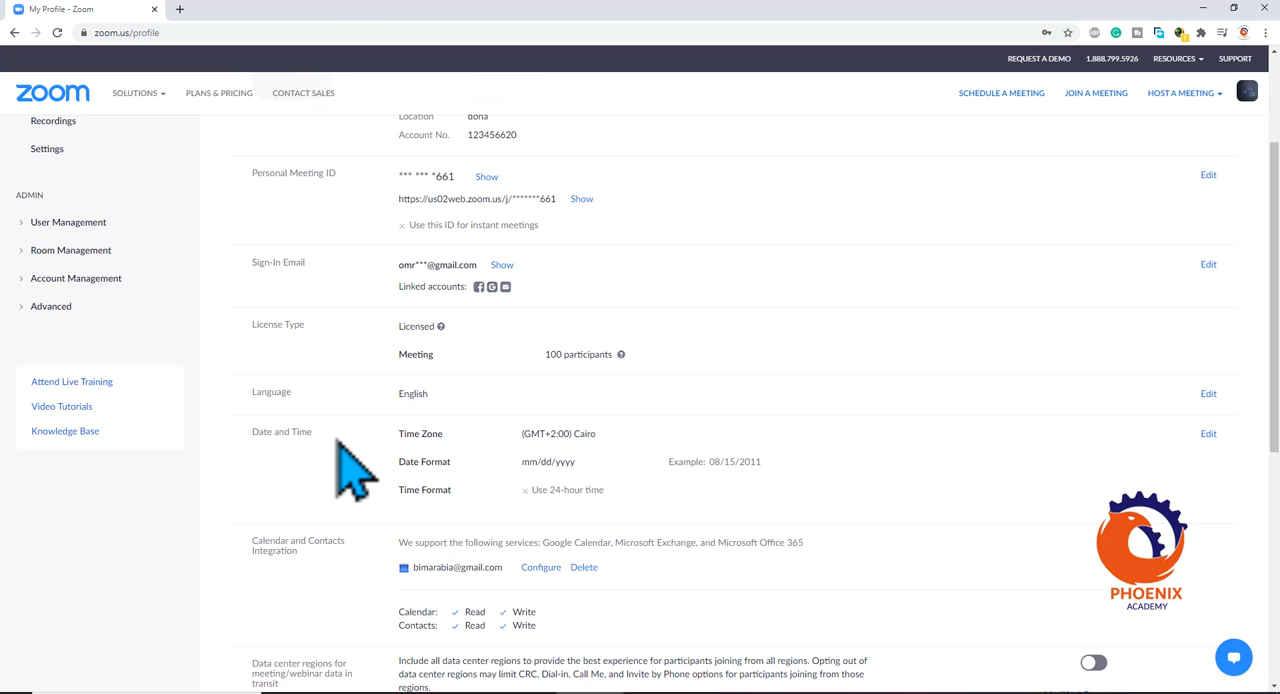 My Profile - Zoom
zoom.us/profile
REQUEST A DEMO 1.888.799.5926 RESOURCES SUPPORT
zoom SOLUTIONS PLANS & PRICING CONTACT SALES SCHEDULE A MEETING JOIN A MEETING HOST A MEETING
Recordings
Settings
ADMIN
User Management
Room Management
Account Management
Advanced
Attend Live Training
Video Tutorials
Knowledge Base
Location dona
Account No. 123456620
Personal Meeting ID *** *** *661 Show Edit
https://us02web.zoom.us/j/*******661 Show
× Use this ID for instant meetings
Sign-In Email omr***@gmail.com Show Edit
Linked accounts:
License Type Licensed
Meeting 100 participants
Language English Edit
Date and Time Time Zone (GMT+2:00) Cairo Edit
Date Format mm/dd/yyyy Example: 08/15/2011
Time Format × Use 24-hour time
Calendar and Contacts
Integration
We support the following services: Google Calendar, Microsoft Exchange, and Microsoft Office 365
bimarabia@gmail.com Configure Delete
Calendar: ✓ Read ✓ Write
Contacts: ✓ Read ✓ Write
Data center regions for
meeting/webinar data in
transit
Include all data center regions to provide the best experience for participants joining from all regions. Opting out of
data center regions may limit CRC, Dial-in, Call Me, and Invite by Phone options for participants joining from those
regions.
PHOENIX
ACADEMY